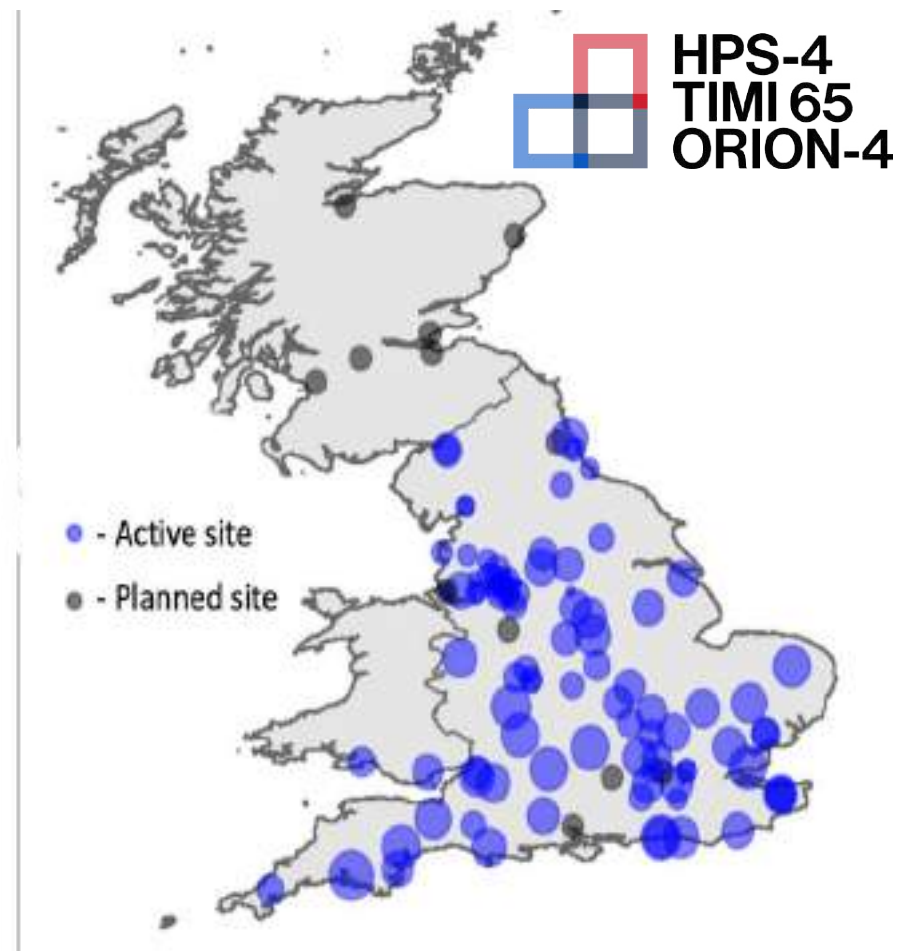 HPS-4
TIMI 65
ORION-4
- Active site
- Planned site